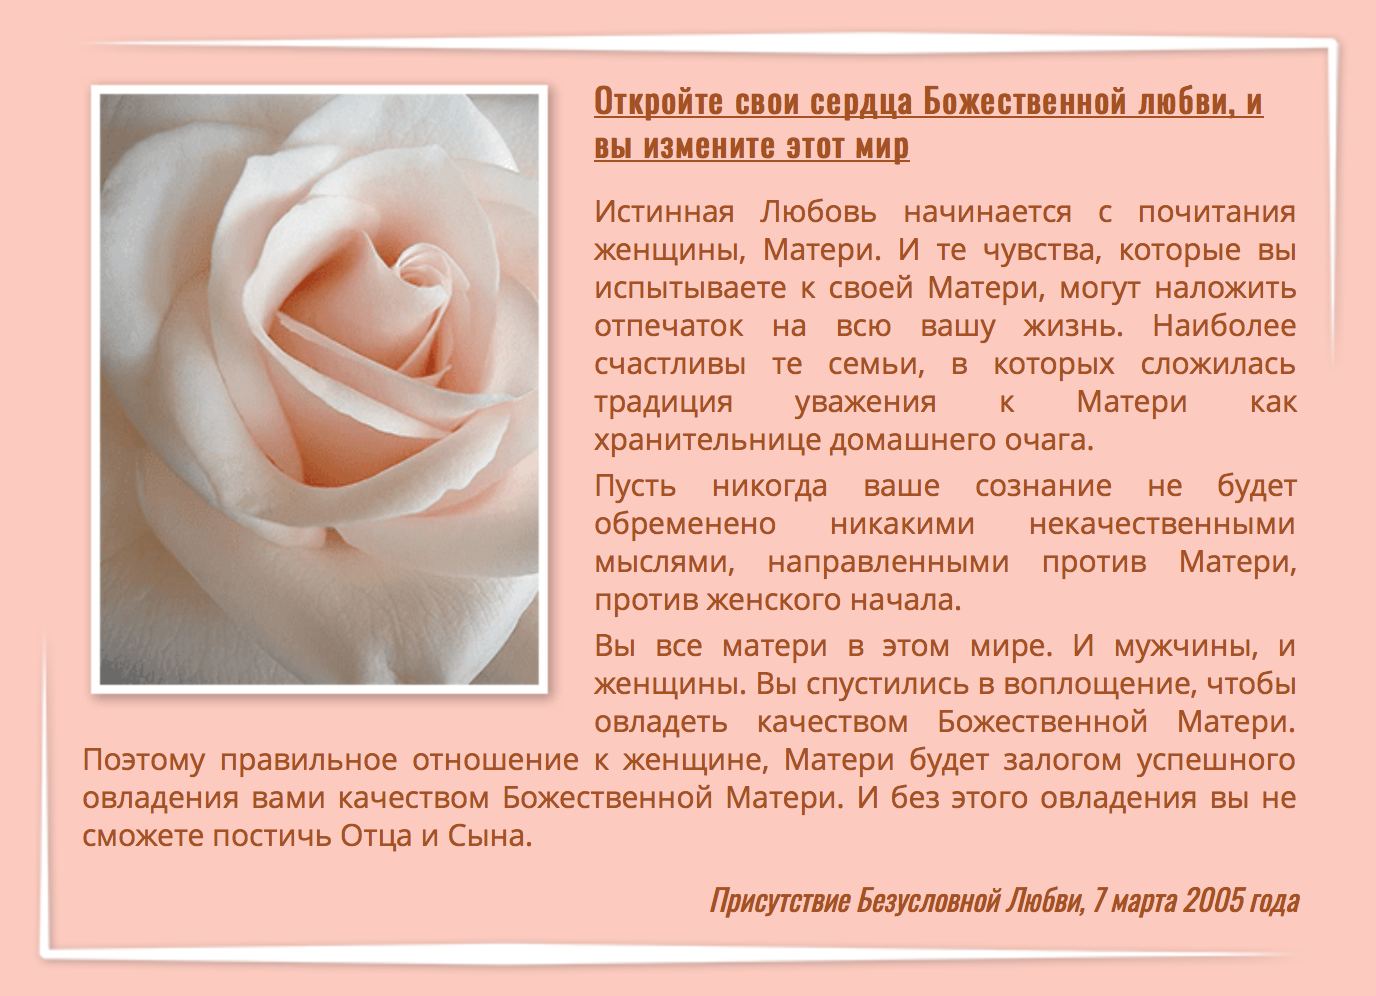 Откройте свои сердца Божественной любви, и
вы измените этот мир
Истинная Любовь начинается с почитания
женщины, Матери. И те чувства, которые вы
испытываете к своей Матери, могут наложить
отпечаток на всю вашу жизнь. Наиболее
счастливы те семьи, в которых сложилась
традиция уважения к Матери как
хранительнице домашнего очага.
Пусть никогда ваше сознание не будет
обременено никакими некачественными
мыслями, направленными против Матери,
против женского начала.
Вы все матери в этом мире. И мужчины, и
женщины. Вы спустились в воплощение, чтобы
овладеть качеством Божественной Матери.
Поэтому правильное отношение к женщине, Матери будет залогом успешного
овладения вами качеством Божественной Матери. И без этого овладения вы не
сможете постичь Отца и Сына.
Присутствие Безусловной Любви, 7 марта 2005 года